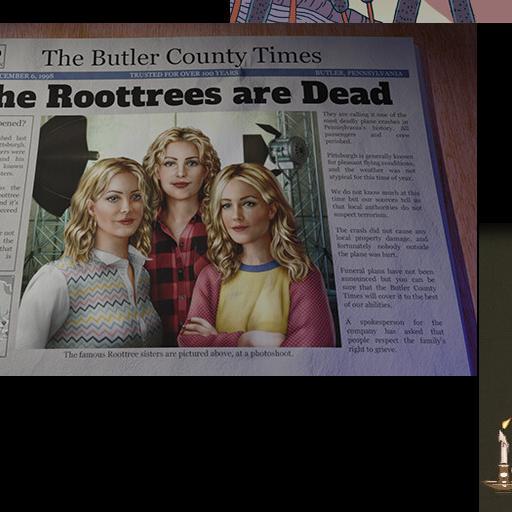 The Butler County Times
CEMBER 6, 1998 TRUSTED FOR OVER 100 YEARS BUTLER, PENNSYLVANIA
he Roottrees are Dead
They are calling it one of the
most deadly plane crashes in
Pennsylvania's history. All
passengers and crew
perished.
Pittsburgh is generally known
for pleasant flying conditions,
and the weather was not
atypical for this time of year.
We do not know much at this
time but our sources tell us
that local authorities do not
suspect terrorism.
The crash did not cause any
local property damage, and
fortunately nobody outside
the plane was hurt.
Funeral plans have not been
announced but you can be
sure that the Butler County
Times will cover it to the best
of our abilities.
A spokesperson for the
company has asked that
people respect the family's
right to grieve.
The famous Roottree sisters are pictured above, at a photoshoot.